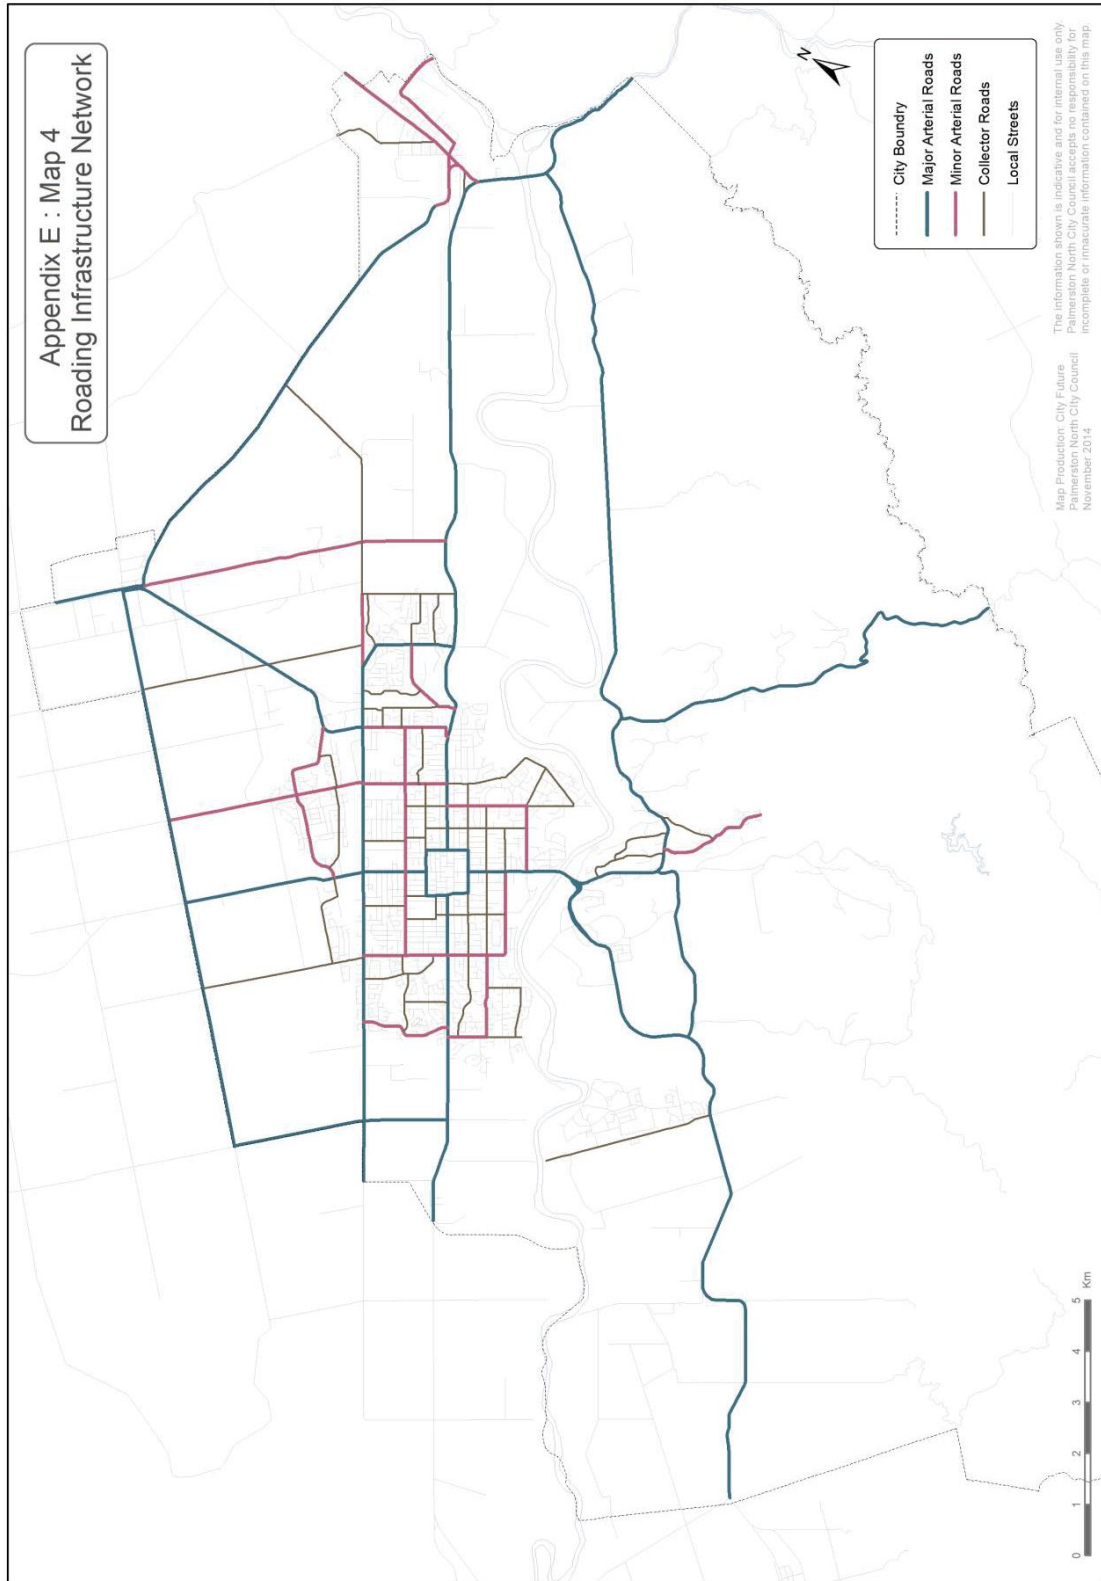 Appendix E : Map 4
Roading Infrastructure Network
N
City Boundry
Major Arterial Roads
Minor Arterial Roads
Collector Roads
Local Streets
Map Production: City Future
Palmerston North City Council
November 2014
The information shown is indicative and for internal use only.
Palmerston North City Council accepts no responsibility for
incomplete or innacurate information contained on this map.
0 1 2 3 4 5
Km